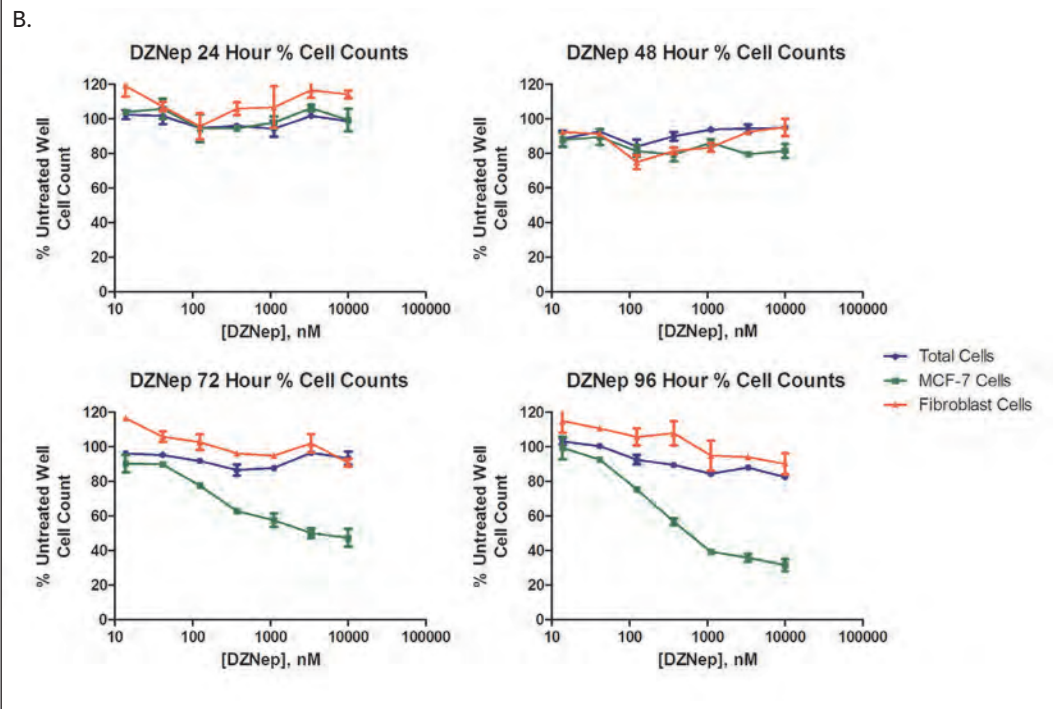 B.
DZNep 24 Hour % Cell Counts
120
100
80
60
40
20
0
% Untreated Well
Cell Count
10 100 1000 10000 100000
[DZNep], nM
DZNep 48 Hour % Cell Counts
120
100
80
60
40
20
0
% Untreated Well
Cell Count
10 100 1000 10000 100000
[DZNep], nM
Total Cells
MCF-7 Cells
Fibroblast Cells
DZNep 72 Hour % Cell Counts
120
100
80
60
40
20
0
% Untreated Well
Cell Count
10 100 1000 10000 100000
[DZNep], nM
DZNep 96 Hour % Cell Counts
120
100
80
60
40
20
0
% Untreated Well
Cell Count
10 100 1000 10000 100000
[DZNep], nM